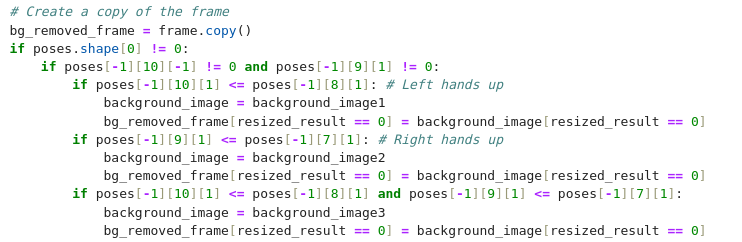 # Create a copy of the frame
bg_removed_frame = frame.copy()
if poses.shape[0] != 0:
    if poses[-1][10][-1] != 0 and poses[-1][9][1] != 0:
        if poses[-1][10][1] <= poses[-1][8][1]: # Left hands up
            background_image = background_image1
            bg_removed_frame[resized_result == 0] = background_image[resized_result == 0]
        if poses[-1][9][1] <= poses[-1][7][1]: # Right hands up
            background_image = background_image2
            bg_removed_frame[resized_result == 0] = background_image[resized_result == 0]
        if poses[-1][10][1] <= poses[-1][8][1] and poses[-1][9][1] <= poses[-1][7][1]:
            background_image = background_image3
            bg_removed_frame[resized_result == 0] = background_image[resized_result == 0]